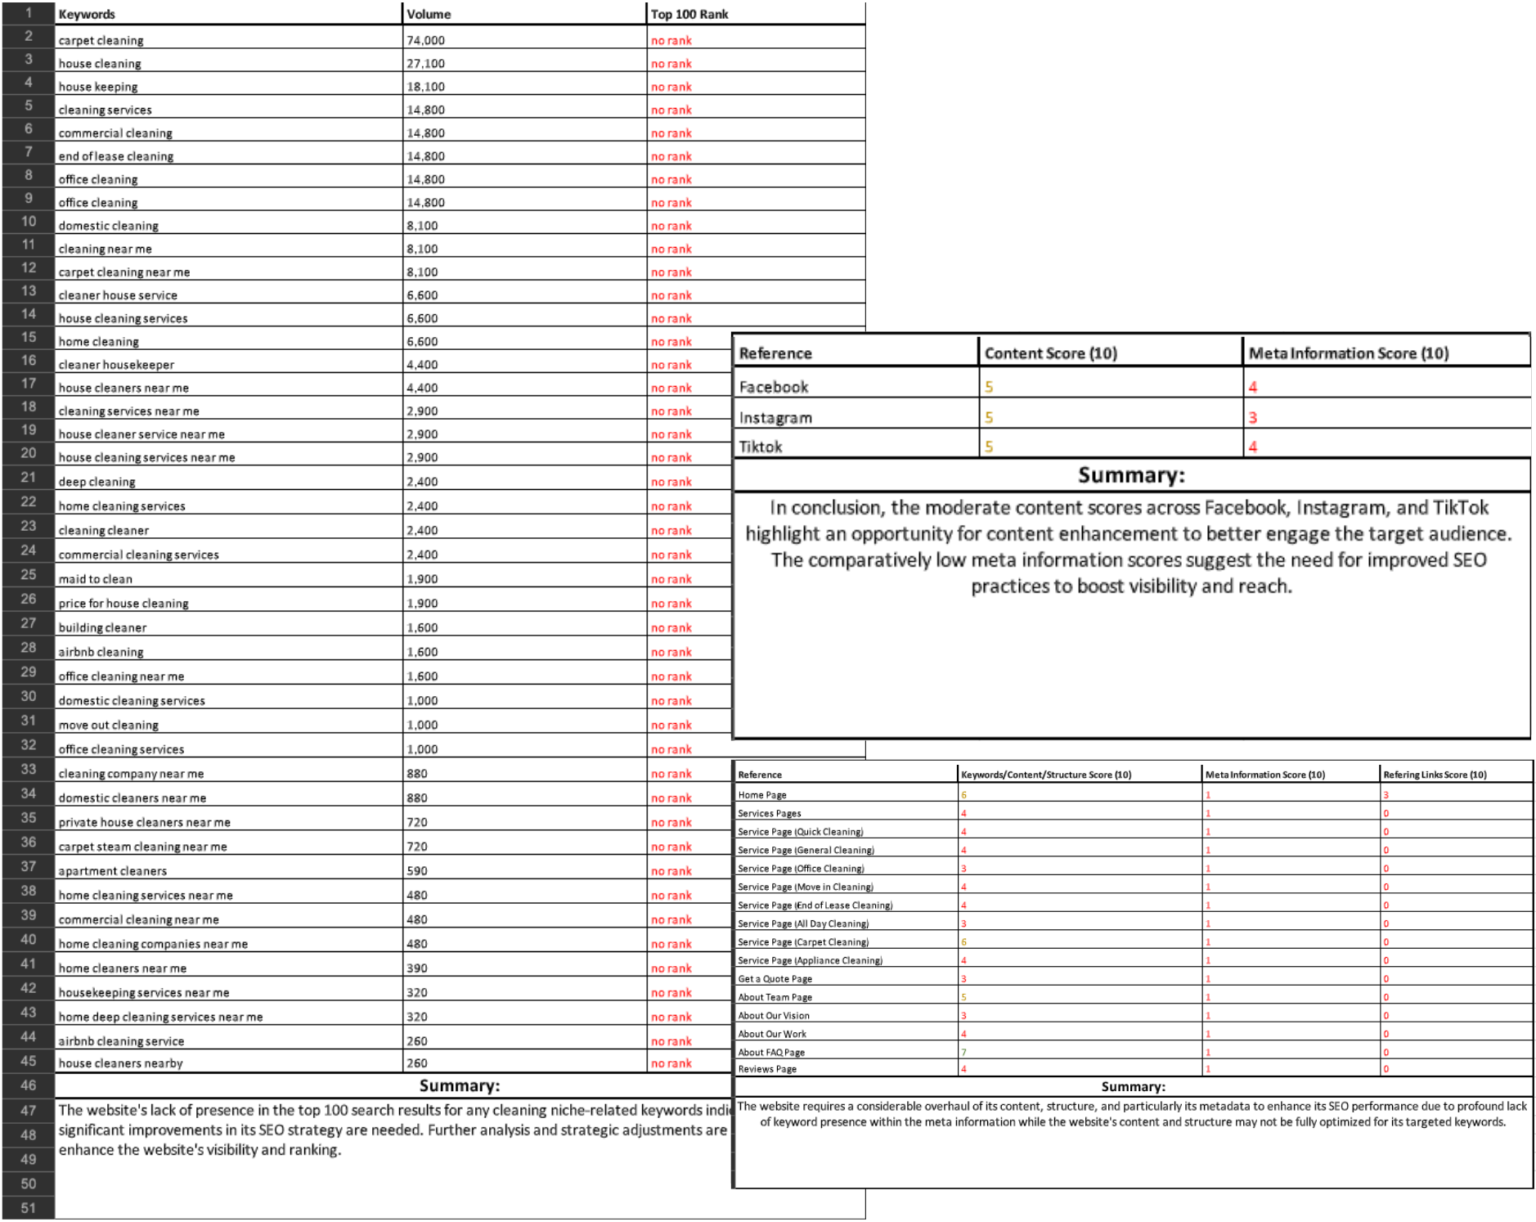 1 Keywords Volume Top 100 Rank
2 carpet cleaning 74,000 no rank
3 house cleaning 27,100 no rank
4 house keeping 18,100 no rank
5 cleaning services 14,800 no rank
6 commercial cleaning 14,800 no rank
7 end of lease cleaning 14,800 no rank
8 office cleaning 14,800 no rank
9 office cleaning 14,800 no rank
10 domestic cleaning 8,100 no rank
11 cleaning near me 8,100 no rank
12 carpet cleaning near me 8,100 no rank
13 cleaner house service 6,600 no rank
14 house cleaning services 6,600 no rank
15 home cleaning 6,600 no rank
16 cleaner housekeeper 4,400 no rank
17 house cleaners near me 4,400 no rank
18 cleaning services near me 2,900 no rank
19 house cleaner service near me 2,900 no rank
20 house cleaning services near me 2,900 no rank
21 deep cleaning 2,400 no rank
22 home cleaning services 2,400 no rank
23 cleaning cleaner 2,400 no rank
24 commercial cleaning services 2,400 no rank
25 maid to clean 1,900 no rank
26 price for house cleaning 1,900 no rank
27 building cleaner 1,600 no rank
28 airbnb cleaning 1,600 no rank
29 office cleaning near me 1,600 no rank
30 domestic cleaning services 1,000 no rank
31 move out cleaning 1,000 no rank
32 office cleaning services 1,000 no rank
33 cleaning company near me 880 no rank
34 domestic cleaners near me 880 no rank
35 private house cleaners near me 720 no rank
36 carpet steam cleaning near me 720 no rank
37 apartment cleaners 590 no rank
38 home cleaning services near me 480 no rank
39 commercial cleaning near me 480 no rank
40 home cleaning companies near me 480 no rank
41 home cleaners near me 390 no rank
42 housekeeping services near me 320 no rank
43 home deep cleaning services near me 320 no rank
44 airbnb cleaning service 260 no rank
45 house cleaners nearby 260 no rank
46 Summary:
47 The website's lack of presence in the top 100 search results for any cleaning niche-related keywords indi
48 significant improvements in its SEO strategy are needed. Further analysis and strategic adjustments are
49 enhance the website's visibility and ranking.
50
51
Reference Content Score (10) Meta Information Score (10)
Facebook 5 4
Instagram 5 3
Tiktok 5 4
Summary:
In conclusion, the moderate content scores across Facebook, Instagram, and TikTok
highlight an opportunity for content enhancement to better engage the target audience.
The comparatively low meta information scores suggest the need for improved SEO
practices to boost visibility and reach.
Reference Keywords/Content/Structure Score (10) Meta Information Score (10) Refering Links Score (10)
Home Page 6 1 3
Services Pages 4 1 0
Service Page (Quick Cleaning) 4 1 0
Service Page (General Cleaning) 4 1 0
Service Page (Office Cleaning) 3 1 0
Service Page (Move in Cleaning) 4 1 0
Service Page (End of Lease Cleaning) 4 1 0
Service Page (All Day Cleaning) 3 1 0
Service Page (Carpet Cleaning) 6 1 0
Service Page (Appliance Cleaning) 4 1 0
Get a Quote Page 3 1 0
About Team Page 5 1 0
About Our Vision 3 1 0
About Our Work 4 1 0
About FAQ Page 7 1 0
Reviews Page 4 1 0
Summary:
The website requires a considerable overhaul of its content, structure, and particularly its metadata to enhance its SEO performance due to profound lack
of keyword presence within the meta information while the website's content and structure may not be fully optimized for its targeted keywords.